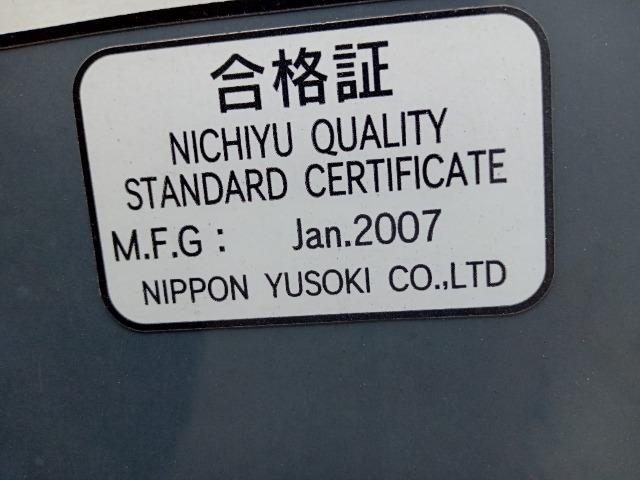 合格証
NICHIYU QUALITY
STANDARD CERTIFICATE
M.F.G : Jan.2007
NIPPON YUSOKI CO.,LTD